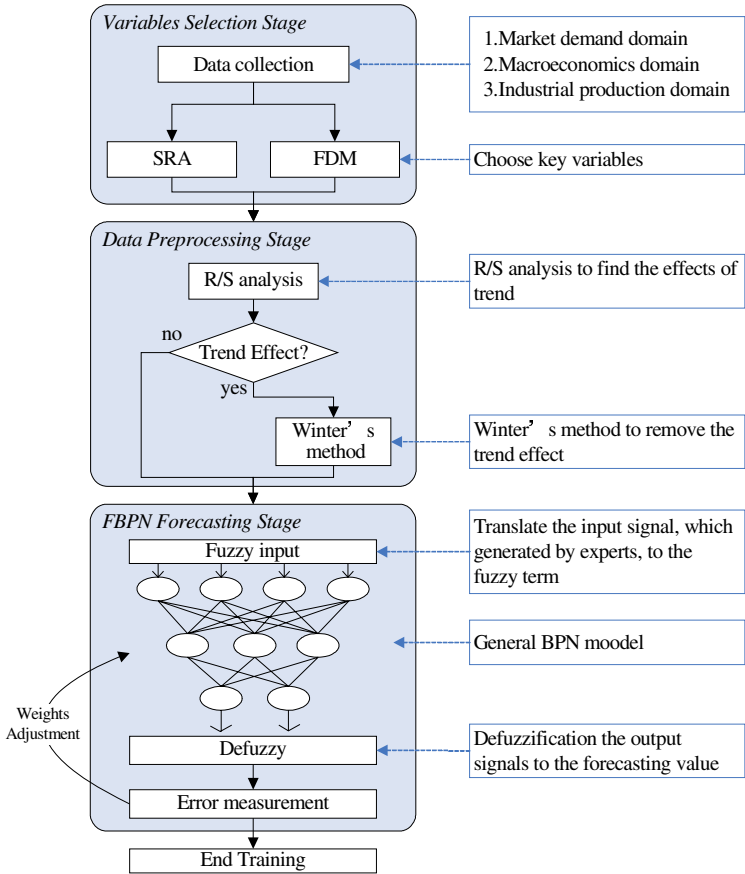 Variables Selection Stage
Data collection
1.Market demand domain
2.Macroeconomics domain
3.Industrial production domain
SRA
FDM
Choose key variables
Data Preprocessing Stage
R/S analysis
R/S analysis to find the effects of
trend
no
Trend Effect?
yes
Winter’s
method
Winter’s method to remove the
trend effect
FBPN Forecasting Stage
Fuzzy input
Translate the input signal, which
generated by experts, to the
fuzzy term
General BPN moodel
Weights
Adjustment
Defuzzy
Defuzzification the output
signals to the forecasting value
Error measurement
End Training